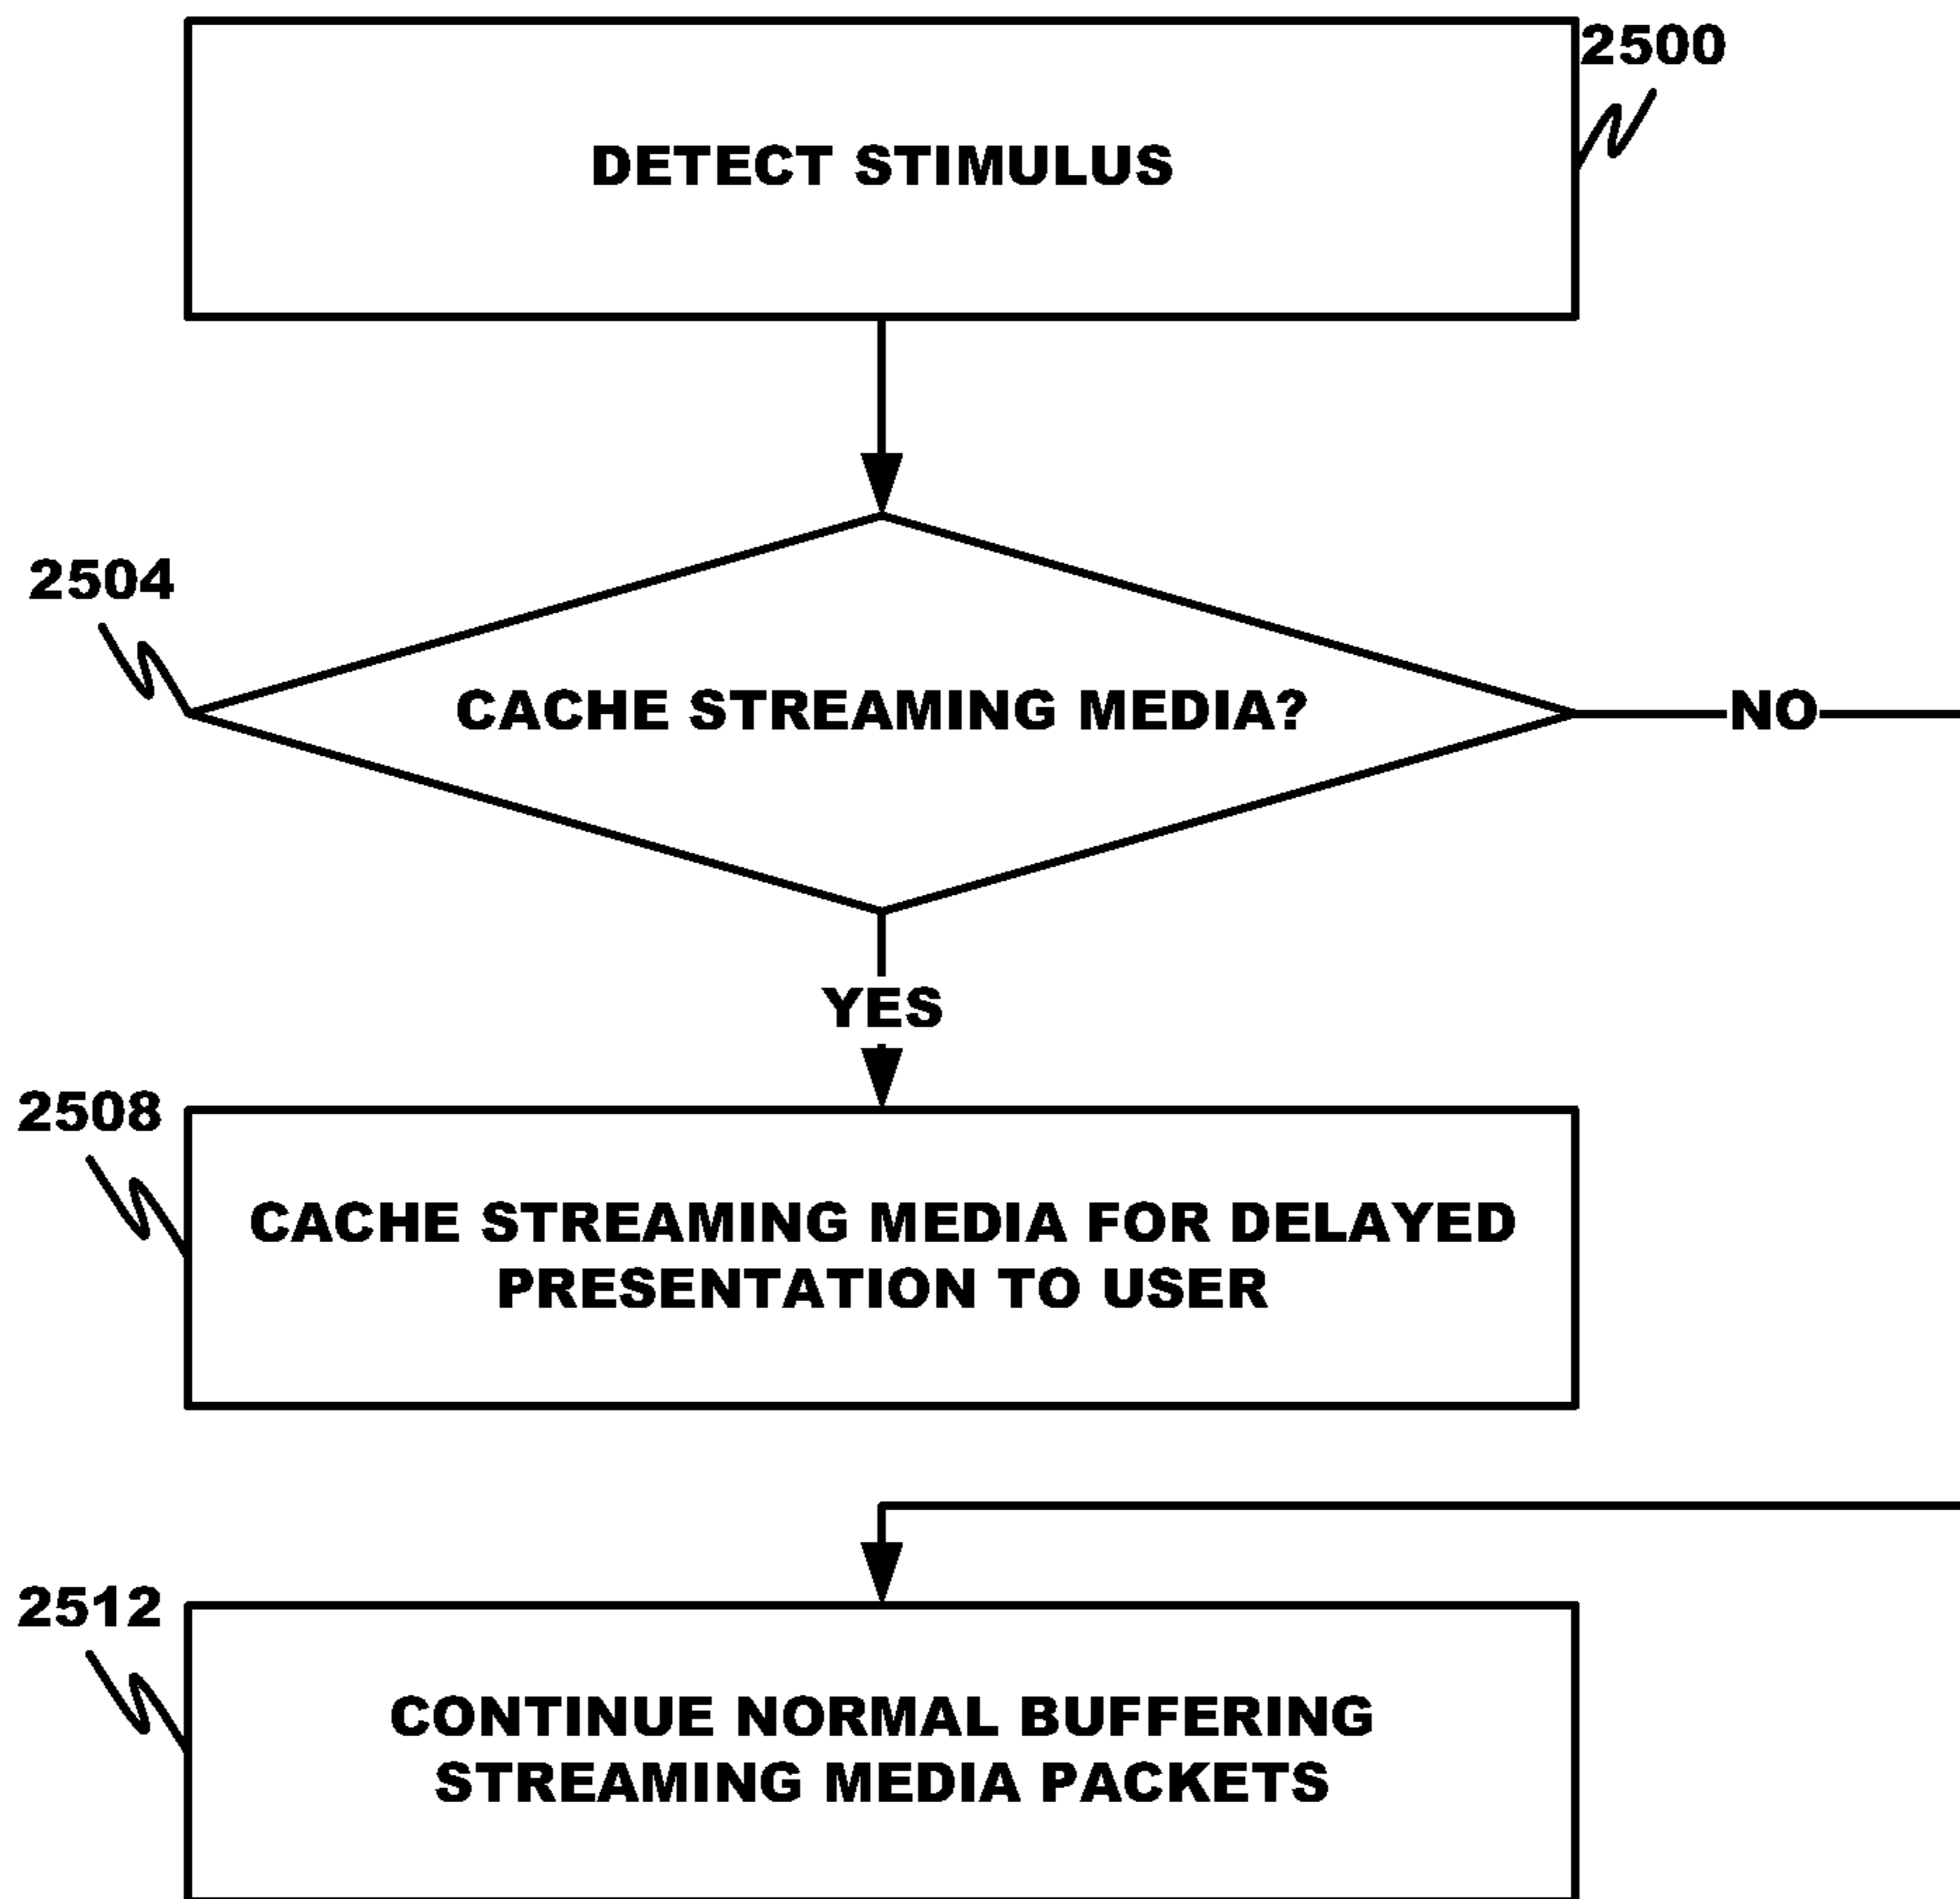 2500
DETECT STIMULUS
2504
CACHE STREAMING MEDIA?
NO
YES
2508
CACHE STREAMING MEDIA FOR DELAYED
PRESENTATION TO USER
2512
CONTINUE NORMAL BUFFERING
STREAMING MEDIA PACKETS